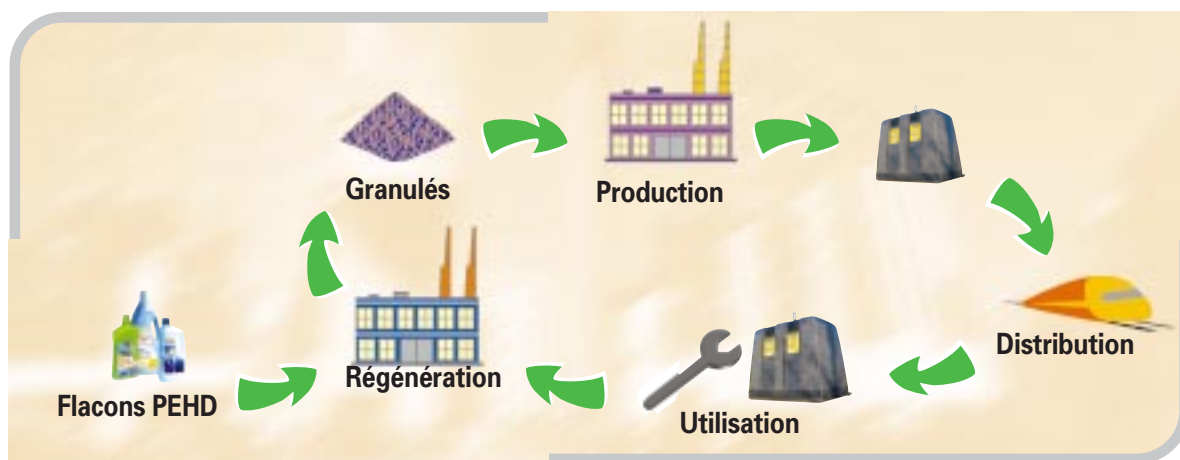 Granulés
Production
Distribution
Régénération
Flacons PEHD
Utilisation